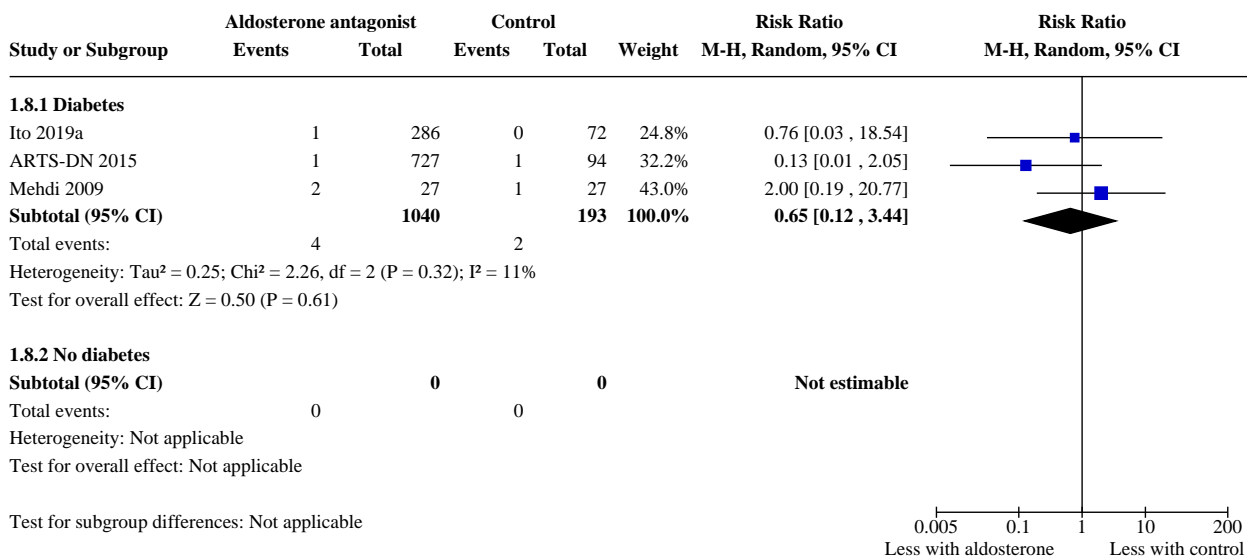 Aldosterone antagonist Control Risk Ratio Risk Ratio
Study or Subgroup Events Total Events Total Weight M-H, Random, 95% CI M-H, Random, 95% CI
1.8.1 Diabetes
Ito 2019a 1 286 0 72 24.8% 0.76 [0.03 , 18.54]
ARTS-DN 2015 1 727 1 94 32.2% 0.13 [0.01 , 2.05]
Mehdi 2009 2 27 1 27 43.0% 2.00 [0.19 , 20.77]
Subtotal (95% CI) 1040 193 100.0% 0.65 [0.12 , 3.44]
Total events: 4 2
Heterogeneity: Tau² = 0.25; Chi² = 2.26, df = 2 (P = 0.32); I² = 11%
Test for overall effect: Z = 0.50 (P = 0.61)
1.8.2 No diabetes
Subtotal (95% CI) 0 0 Not estimable
Total events: 0 0
Heterogeneity: Not applicable
Test for overall effect: Not applicable
Test for subgroup differences: Not applicable
0.005 0.1 1 10 200
Less with aldosterone Less with control